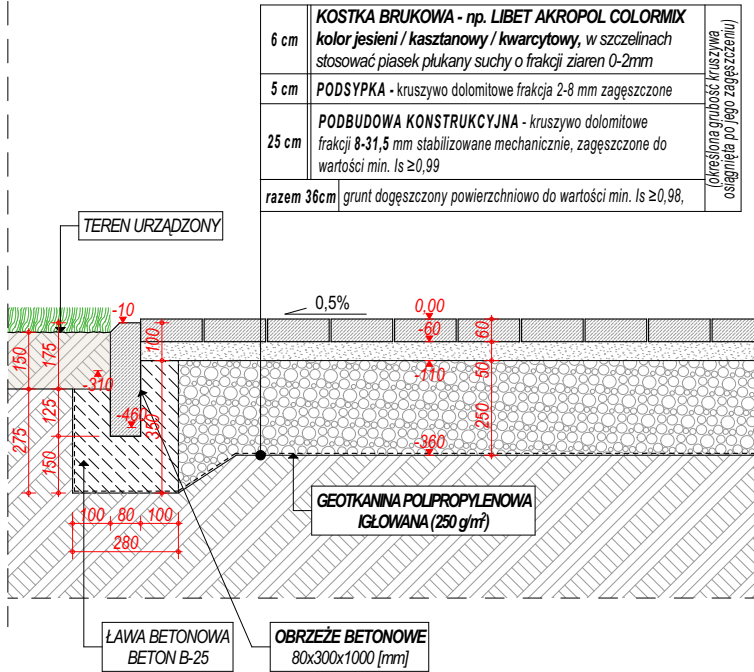 6 cm
KOSTKA BRUKOWA - np. LIBET AKROPOL COLORMIX
kolor jesieni / kasztanowy / kwarcytowy, w szczelinach
stosować piasek płukany suchy o frakcji ziaren 0-2mm
5 cm
PODSYPKA - kruszywo dolomitowe frakcja 2-8 mm zagęszczone
25 cm
PODBUDOWA KONSTRUKCYJNA - kruszywo dolomitowe
frakcji 8-31,5 mm stabilizowane mechanicznie, zagęszczone do
wartości min. Is ≥0,99
razem 36cm
grunt dogęszczony powierzchniowo do wartości min. Is ≥0,98,
(określona grubość kruszywa
osiągnięta po jego zagęszczeniu)
TEREN URZĄDZONY
0,5%
-10
0,00
-60
60
100
150
175
50
-110
-310
250
125
-460
350
275
150
-360
100
80
100
280
GEOTKANINA POLIPROPYLENOWA
IGŁOWANA (250 g/m²)
ŁAWA BETONOWA
BETON B-25
OBRZEŻE BETONOWE
80x300x1000 [mm]